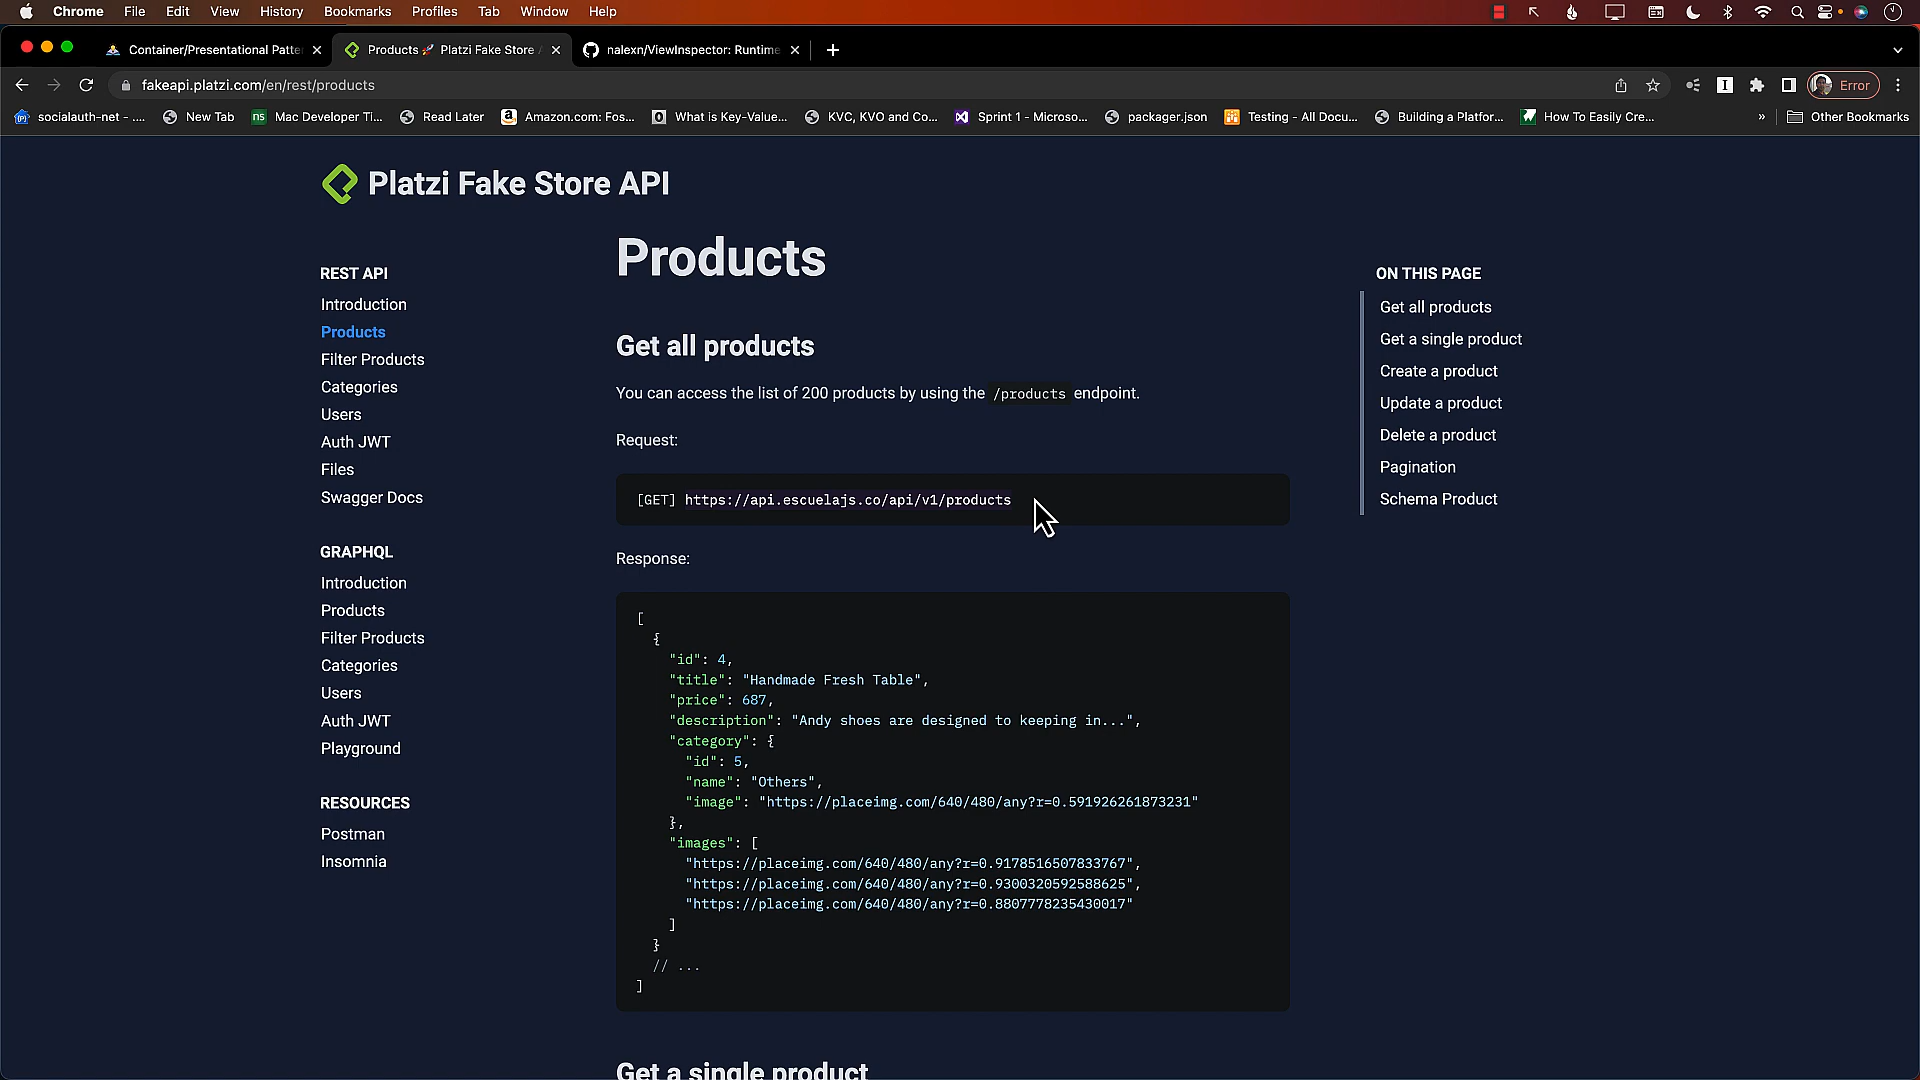 Chrome File Edit View History Bookmarks Profiles Tab Window Help
Container/Presentational Patte
Products 🚀 Platzi Fake Store A
nalexn/ViewInspector: Runtime
fakeapi.platzi.com/en/rest/products
Error
socialauth-net - ....
New Tab
ns Mac Developer Ti...
Read Later
Amazon.com: Fos...
What is Key-Value...
KVC, KVO and Co...
Sprint 1 - Microso...
packager.json
Testing - All Docu...
Building a Platfor...
How To Easily Cre...
»
Other Bookmarks
Platzi Fake Store API
REST API
Introduction
Products
Filter Products
Categories
Users
Auth JWT
Files
Swagger Docs
GRAPHQL
Introduction
Products
Filter Products
Categories
Users
Auth JWT
Playground
RESOURCES
Postman
Insomnia
Products
Get all products
You can access the list of 200 products by using the /products endpoint.
Request:
[GET] https://api.escuelajs.co/api/v1/products
Response:
[
{
"id": 4,
"title": "Handmade Fresh Table",
"price": 687,
"description": "Andy shoes are designed to keeping in...",
"category": {
"id": 5,
"name": "Others",
"image": "https://placeimg.com/640/480/any?r=0.591926261873231"
},
"images": [
"https://placeimg.com/640/480/any?r=0.9178516507833767",
"https://placeimg.com/640/480/any?r=0.9300320592588625",
"https://placeimg.com/640/480/any?r=0.8807778235430017"
]
}
// ...
]
Get a single product
ON THIS PAGE
Get all products
Get a single product
Create a product
Update a product
Delete a product
Pagination
Schema Product